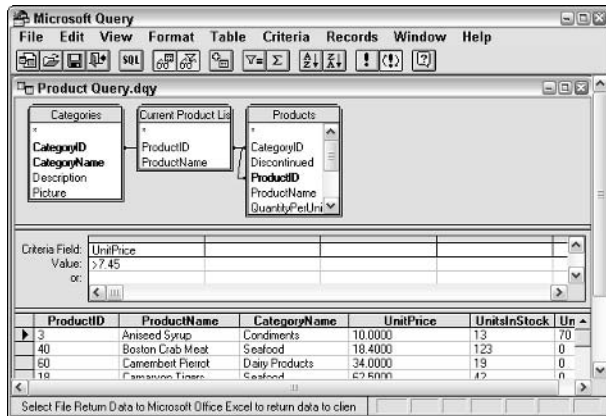 Microsoft Query
File Edit View Format Table Criteria Records Window Help
SQL
Product Query.dqy
Categories
*
CategoryID
CategoryName
Description
Picture
Current Product Lis
*
ProductID
ProductName
Products
*
CategoryID
Discontinued
ProductID
ProductName
QuantityPerUni
Criteria Field: UnitPrice
Value: >7.45
or:
ProductID ProductName CategoryName UnitPrice UnitsInStock Un
3 Aniseed Syrup Condiments 10.0000 13 70
40 Boston Crab Meat Seafood 18.4000 123 0
60 Camembert Pierrot Dairy Products 34.0000 19 0
18 Carnarvon Tigers Seafood 62.5000 42 0
Select File Return Data to Microsoft Office Excel to return data to clien